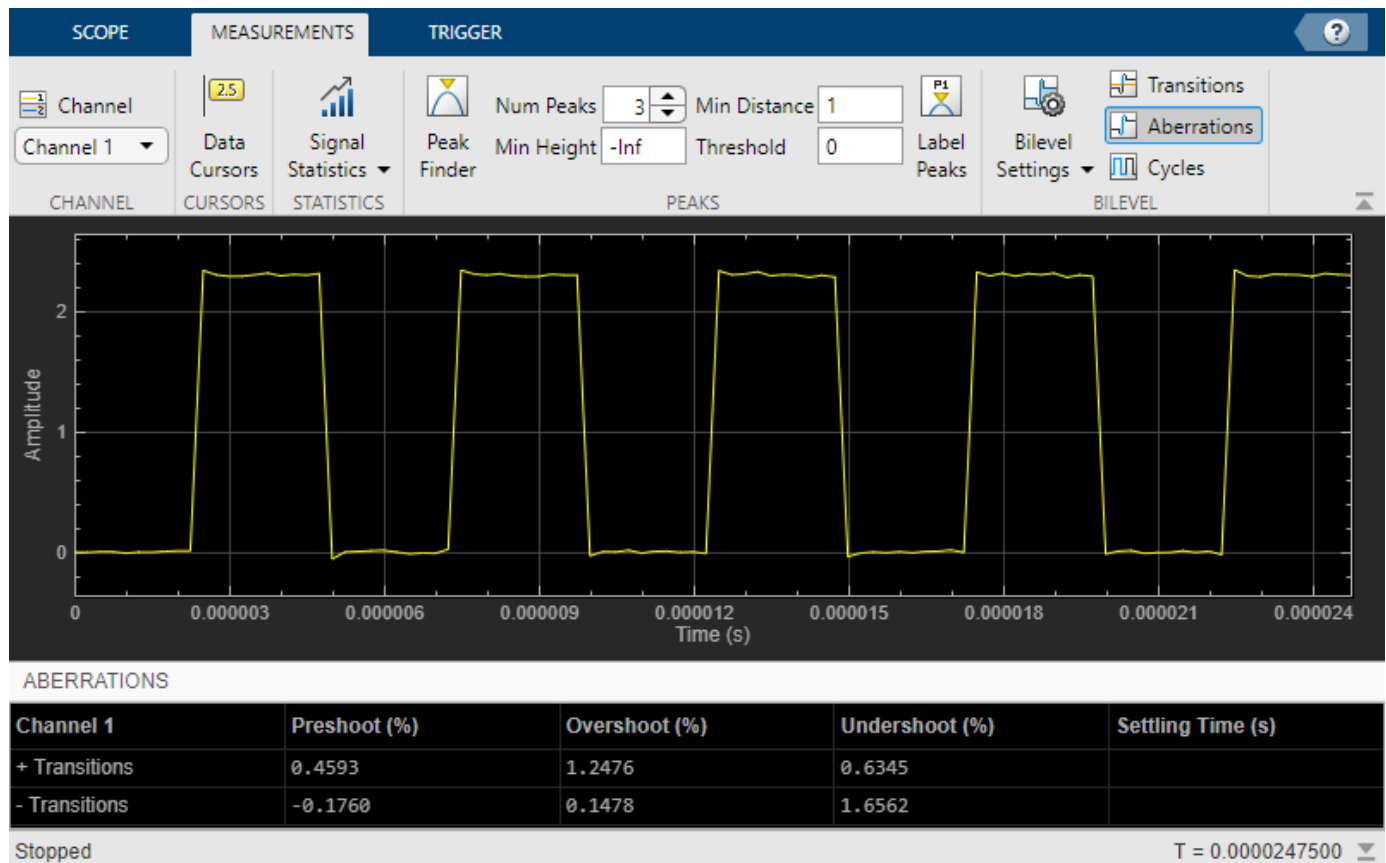 SCOPE MEASUREMENTS TRIGGER ?
Channel
Channel 1
CHANNEL
2.5
Data
Cursors
CURSORS
Signal
Statistics
STATISTICS
Peak
Finder
Num Peaks 3 Min Distance 1
Min Height -Inf Threshold 0
P1
Label
Peaks
PEAKS
Bilevel
Settings
Transitions
Aberrations
Cycles
BILEVEL
Amplitude
2
1
0
0 0.000003 0.000006 0.000009 0.000012 0.000015 0.000018 0.000021 0.000024
Time (s)
ABERRATIONS
Channel 1 Preshoot (%) Overshoot (%) Undershoot (%) Settling Time (s)
+ Transitions 0.4593 1.2476 0.6345
- Transitions -0.1760 0.1478 1.6562
Stopped T = 0.0000247500